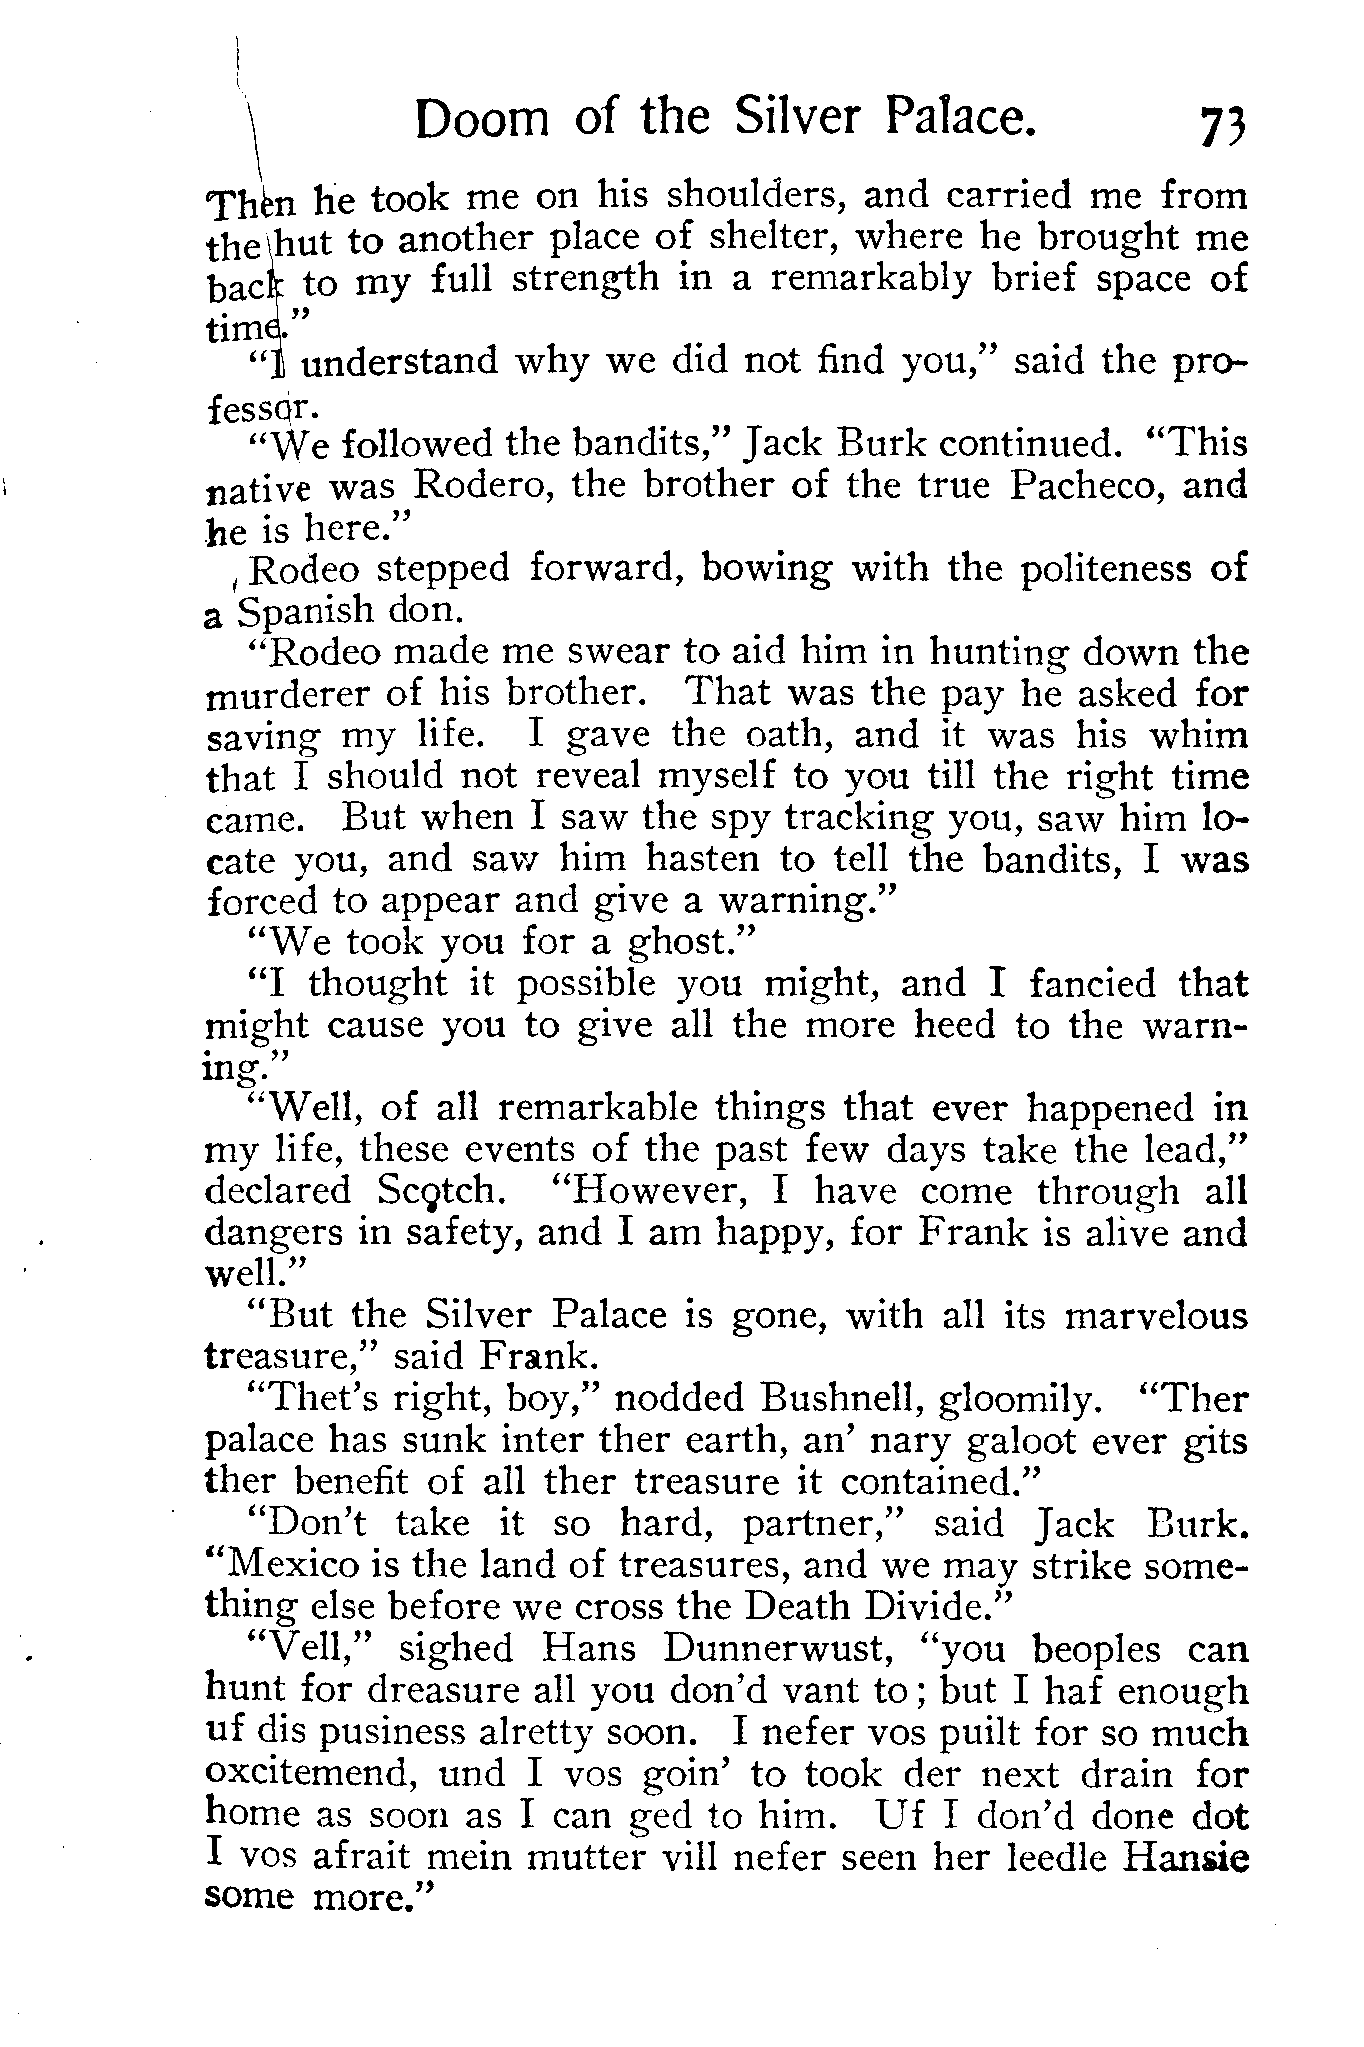 Doom of the Silver Palace. 73
Then he took me on his shoulders, and carried me from
the hut to another place of shelter, where he brought me
back to my full strength in a remarkably brief space of
time."
"I understand why we did not find you," said the pro-
fessor.
"We followed the bandits," Jack Burk continued. "This
native was Rodero, the brother of the true Pacheco, and
he is here."
Rodeo stepped forward, bowing with the politeness of
a Spanish don.
"Rodeo made me swear to aid him in hunting down the
murderer of his brother. That was the pay he asked for
saving my life. I gave the oath, and it was his whim
that I should not reveal myself to you till the right time
came. But when I saw the spy tracking you, saw him lo-
cate you, and saw him hasten to tell the bandits, I was
forced to appear and give a warning."
"We took you for a ghost."
"I thought it possible you might, and I fancied that
might cause you to give all the more heed to the warn-
ing."
"Well, of all remarkable things that ever happened in
my life, these events of the past few days take the lead,"
declared Scotch. "However, I have come through all
dangers in safety, and I am happy, for Frank is alive and
well."
"But the Silver Palace is gone, with all its marvelous
treasure," said Frank.
"Thet's right, boy," nodded Bushnell, gloomily. "Ther
palace has sunk inter ther earth, an' nary galoot ever gits
ther benefit of all ther treasure it contained."
"Don't take it so hard, partner," said Jack Burk.
"Mexico is the land of treasures, and we may strike some-
thing else before we cross the Death Divide."
"Vell," sighed Hans Dunnerwust, "you beoples can
hunt for dreasure all you don'd vant to; but I haf enough
uf dis pusiness alretty soon. I nefer vos puilt for so much
oxcitemend, und I vos goin' to took der next drain for
home as soon as I can ged to him. Uf I don'd done dot
I vos afrait mein mutter vill nefer seen her leedle Hansie
some more."